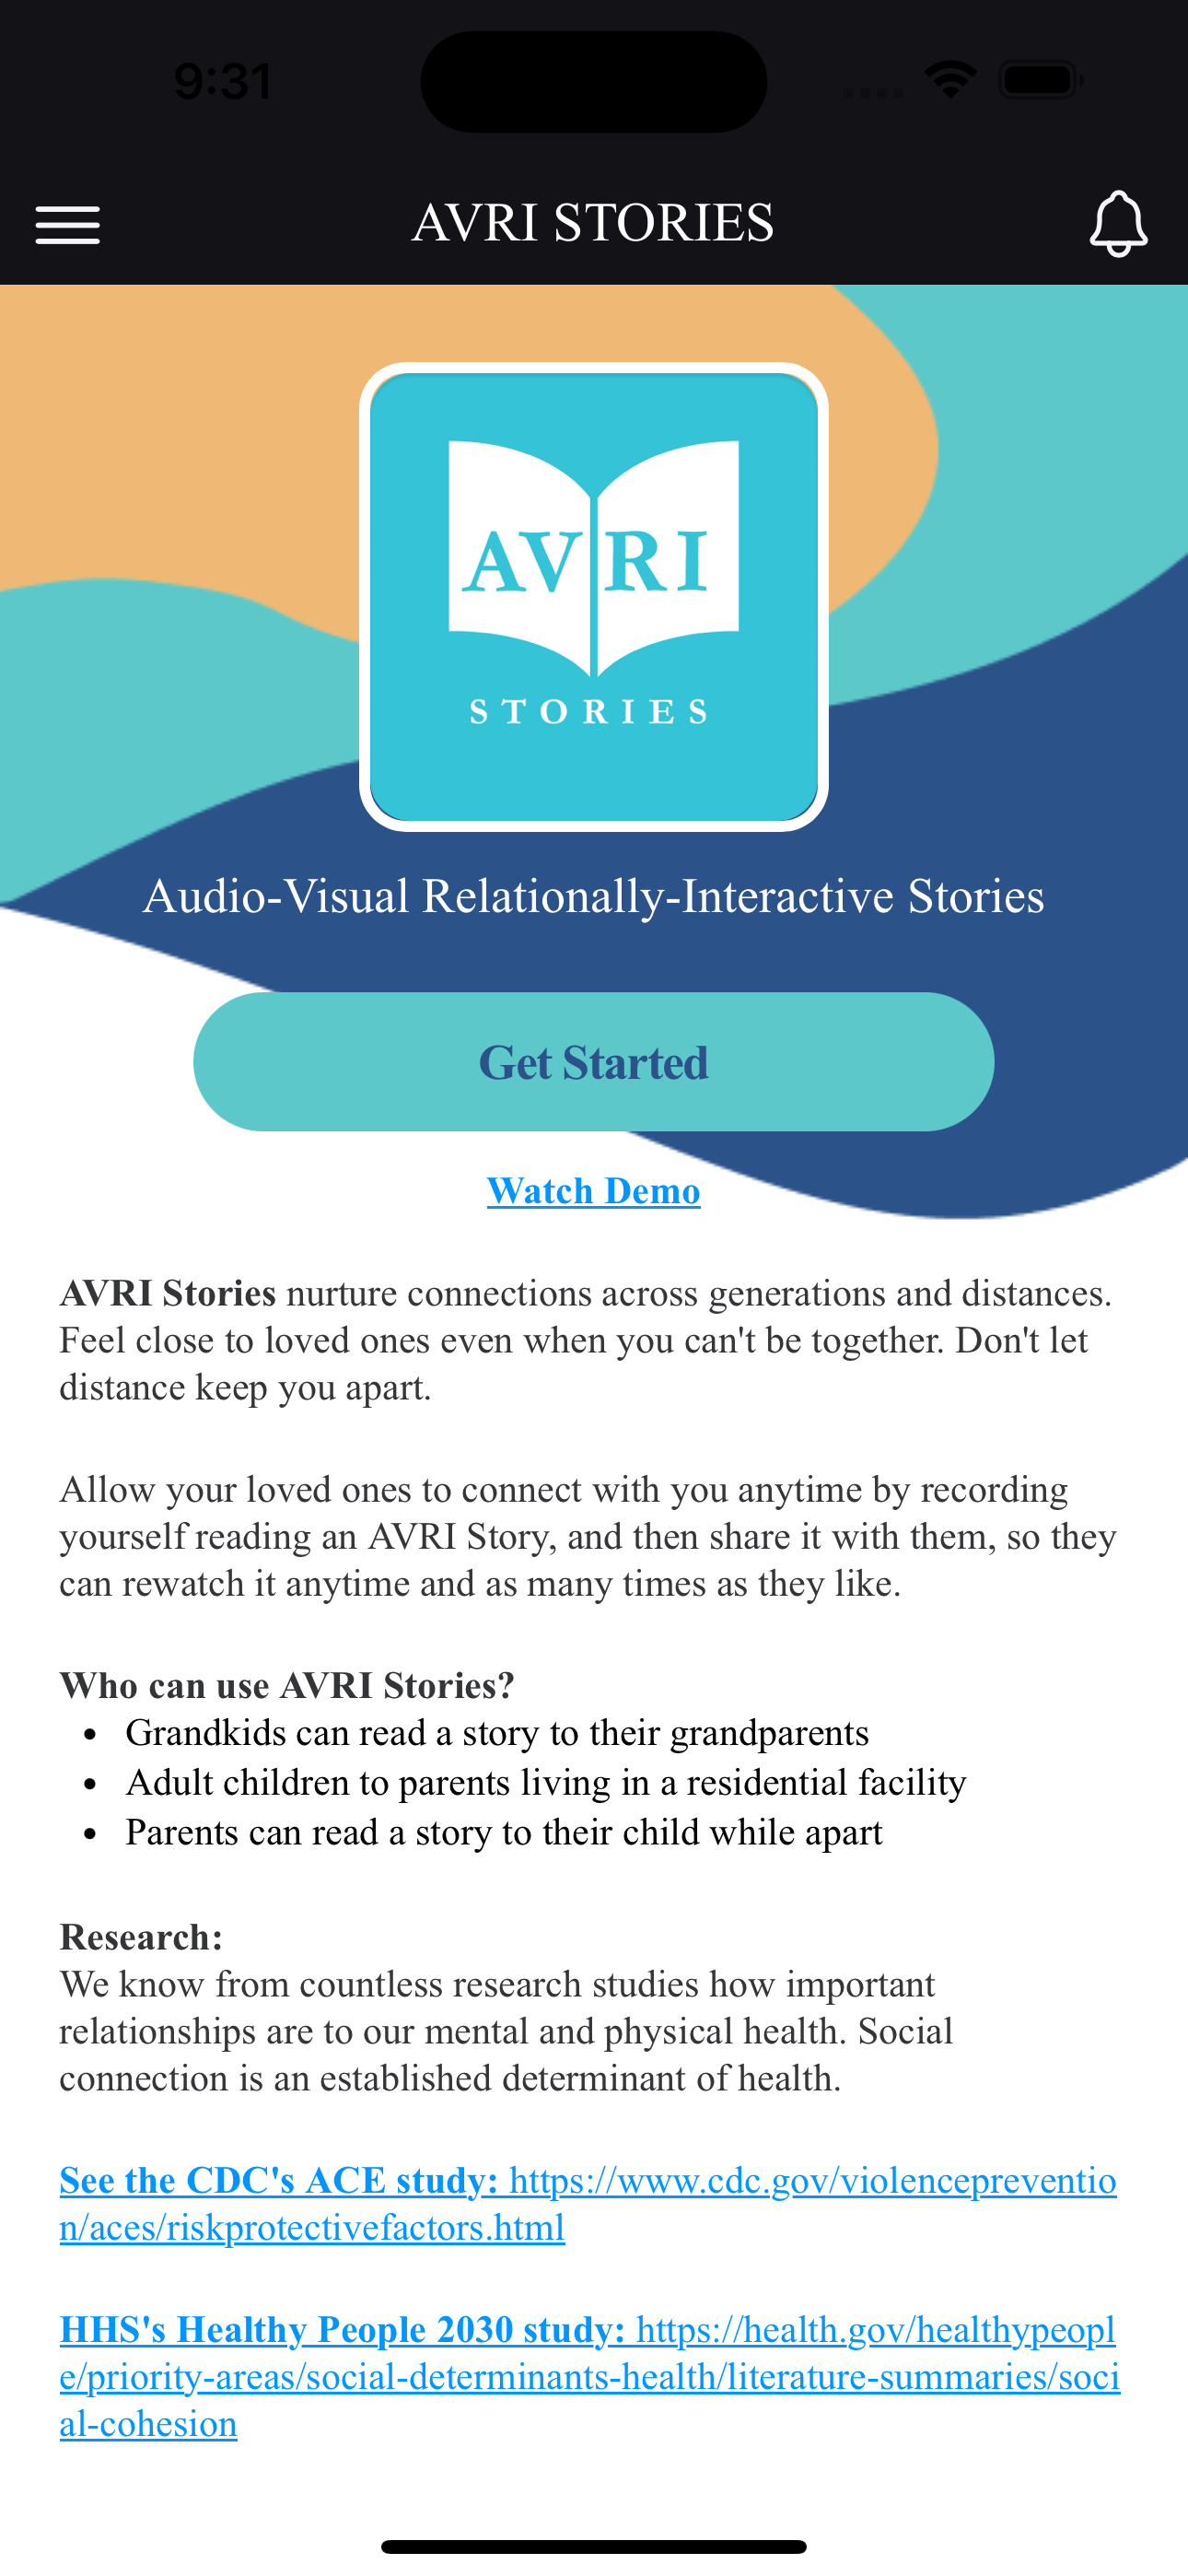 9:31
AVRI STORIES
AVRI
STORIES
Audio-Visual Relationally-Interactive Stories
Get Started
Watch Demo
AVRI Stories nurture connections across generations and distances.
Feel close to loved ones even when you can't be together. Don't let
distance keep you apart.
Allow your loved ones to connect with you anytime by recording
yourself reading an AVRI Story, and then share it with them, so they
can rewatch it anytime and as many times as they like.
Who can use AVRI Stories?
• Grandkids can read a story to their grandparents
• Adult children to parents living in a residential facility
• Parents can read a story to their child while apart
Research:
We know from countless research studies how important
relationships are to our mental and physical health. Social
connection is an established determinant of health.
See the CDC's ACE study: https://www.cdc.gov/violencepreventio
n/aces/riskprotectivefactors.html
HHS's Healthy People 2030 study: https://health.gov/healthypeopl
e/priority-areas/social-determinants-health/literature-summaries/soci
al-cohesion